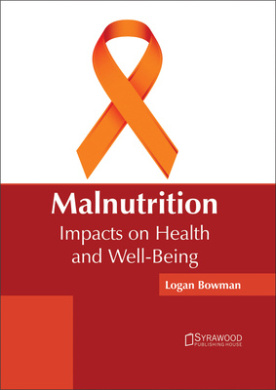 Malnutrition
Impacts on Health
and Well-Being
Logan Bowman
SYRAWOOD
PUBLISHING HOUSE